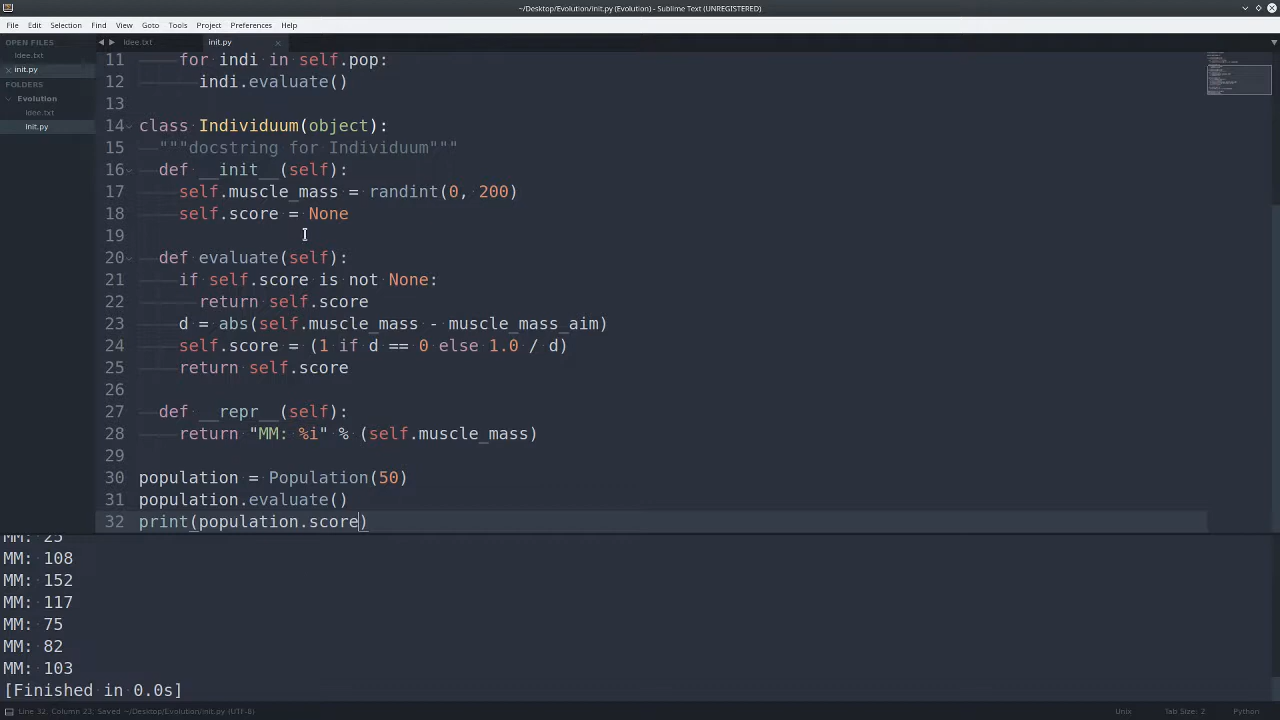 ~/Desktop/Evolution/init.py (Evolution) - Sublime Text (UNREGISTERED)
File Edit Selection Find View Goto Tools Project Preferences Help
OPEN FILES
Idee.txt
init.py
FOLDERS
Evolution
Idee.txt
init.py
Idee.txt init.py
11 for indi in self.pop:
12 indi.evaluate()
13
14 class Individuum(object):
15 """docstring for Individuum"""
16 def __init__(self):
17 self.muscle_mass = randint(0, 200)
18 self.score = None
19
20 def evaluate(self):
21 if self.score is not None:
22 return self.score
23 d = abs(self.muscle_mass - muscle_mass_aim)
24 self.score = (1 if d == 0 else 1.0 / d)
25 return self.score
26
27 def __repr__(self):
28 return "MM: %i" % (self.muscle_mass)
29
30 population = Population(50)
31 population.evaluate()
32 print(population.score)
MM: 25
MM: 108
MM: 152
MM: 117
MM: 75
MM: 82
MM: 103
[Finished in 0.0s]
Line 32, Column 23; Saved ~/Desktop/Evolution/init.py (UTF-8) Unix Tab Size: 2 Python